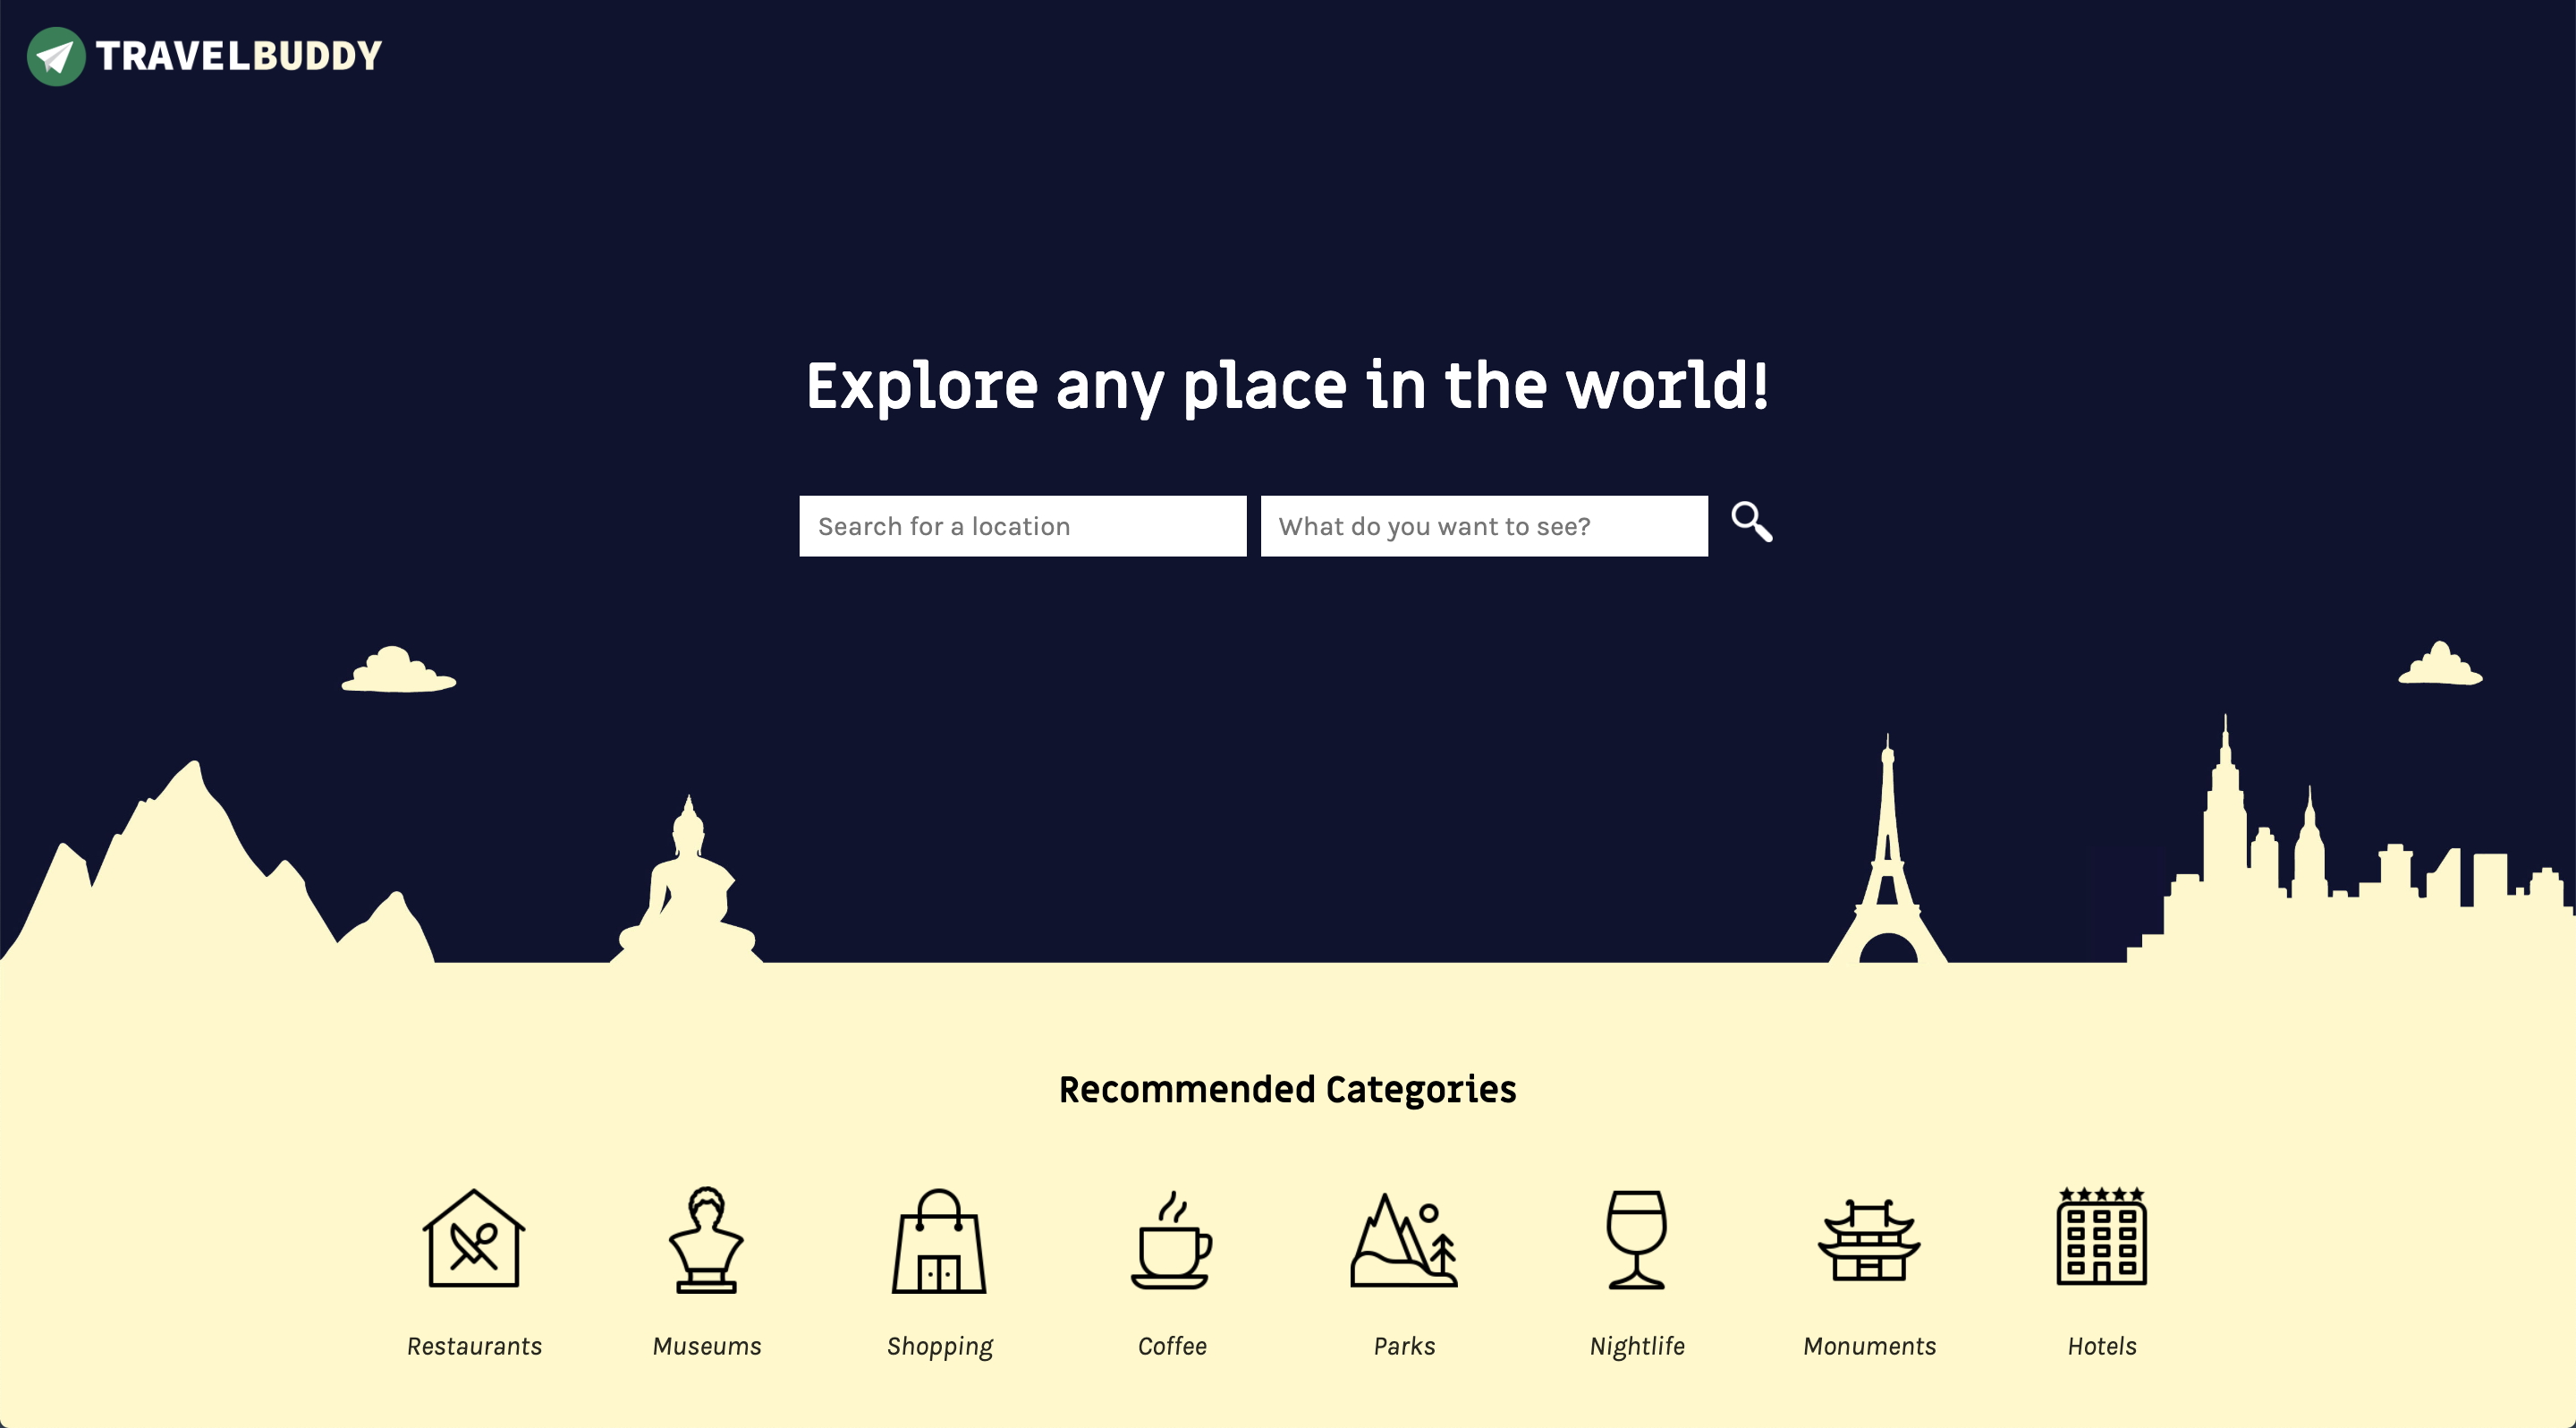 TRAVELBUDDY
Explore any place in the world!
Search for a location
What do you want to see?
Recommended Categories
Restaurants
Museums
Shopping
Coffee
Parks
Nightlife
Monuments
Hotels